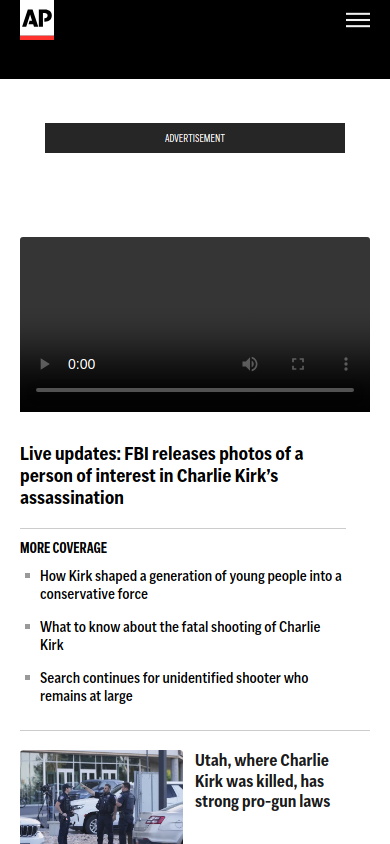 AP
ADVERTISEMENT
0:00
Live updates: FBI releases photos of a
person of interest in Charlie Kirk’s
assassination
MORE COVERAGE
How Kirk shaped a generation of young people into a
conservative force
What to know about the fatal shooting of Charlie
Kirk
Search continues for unidentified shooter who
remains at large
Utah, where Charlie
Kirk was killed, has
strong pro-gun laws